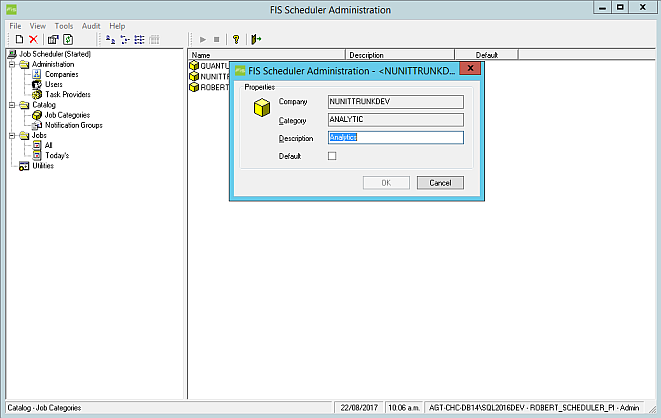 FIS Scheduler Administration
File View Tools Audit Help
Job Scheduler (Started)
Administration
Companies
Users
Task Providers
Catalog
Job Categories
Notification Groups
Jobs
All
Today's
Utilities
Name Description Default
QUANTU
NUNITTR
ROBERT
FIS Scheduler Administration - <NUNITTRUNKD...
Properties
Company NUNITTRUNKDEV
Category ANALYTIC
Description Analytics
Default
OK Cancel
Catalog - Job Categories 22/08/2017 10:06 a.m. AGT-CHC-DB14\SQL2016DEV - ROBERT_SCHEDULER_PI - Admin